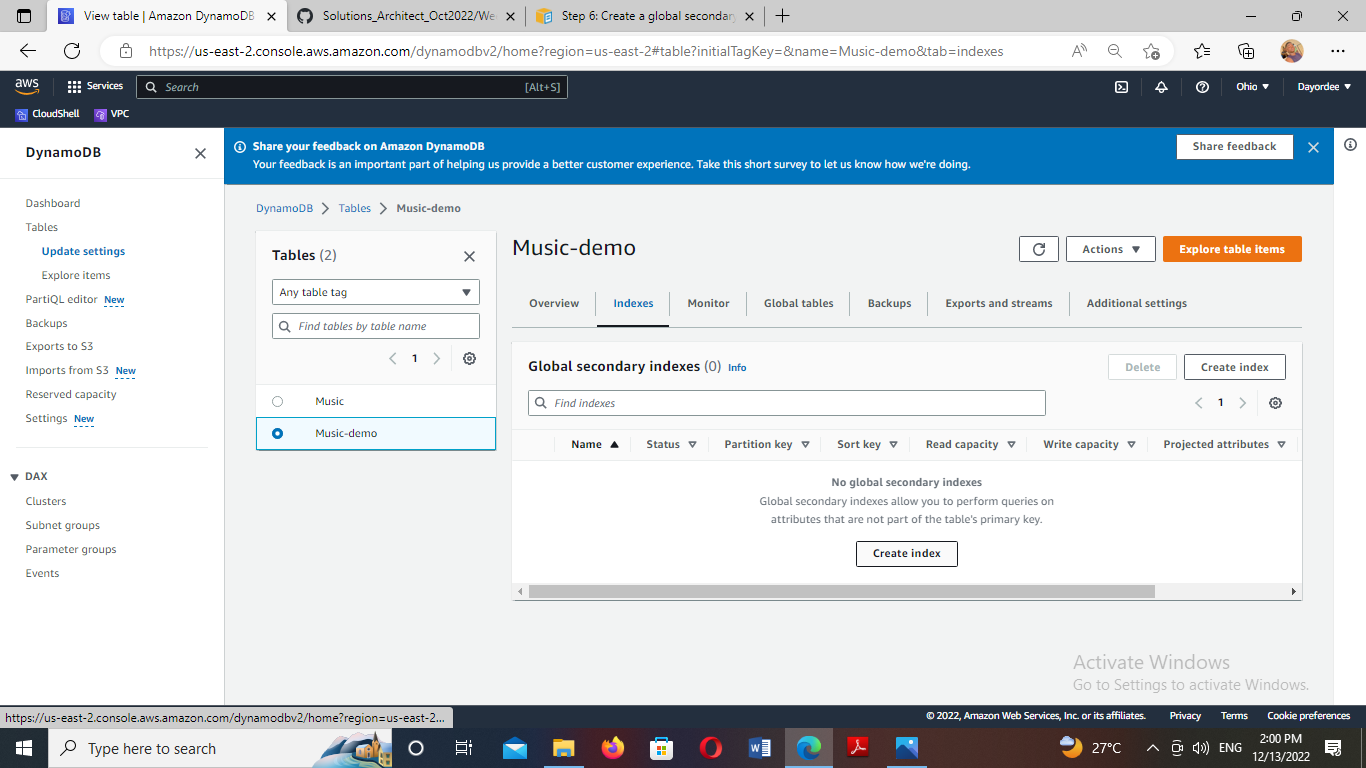 View table | Amazon DynamoDB
Solutions_Architect_Oct2022/We
Step 6: Create a global secondary
https://us-east-2.console.aws.amazon.com/dynamodbv2/home?region=us-east-2#table?initialTagKey=&name=Music-demo&tab=indexes
aws
Services
Search
[Alt+S]
Ohio
Dayordee
CloudShell
VPC
DynamoDB
Dashboard
Tables
Update settings
Explore items
PartiQL editor New
Backups
Exports to S3
Imports from S3 New
Reserved capacity
Settings New
DAX
Clusters
Subnet groups
Parameter groups
Events
Share your feedback on Amazon DynamoDB
Your feedback is an important part of helping us provide a better customer experience. Take this short survey to let us know how we're doing.
Share feedback
DynamoDB
Tables
Music-demo
Tables (2)
Any table tag
Find tables by table name
1
Music
Music-demo
Music-demo
Actions
Explore table items
Overview
Indexes
Monitor
Global tables
Backups
Exports and streams
Additional settings
Global secondary indexes (0) Info
Delete
Create index
Find indexes
1
Name
Status
Partition key
Sort key
Read capacity
Write capacity
Projected attributes
No global secondary indexes
Global secondary indexes allow you to perform queries on
attributes that are not part of the table's primary key.
Create index
Activate Windows
Go to Settings to activate Windows.
https://us-east-2.console.aws.amazon.com/dynamodbv2/home?region=us-east-2...
© 2022, Amazon Web Services, Inc. or its affiliates.
Privacy
Terms
Cookie preferences
Type here to search
27°C
ENG
2:00 PM
12/13/2022